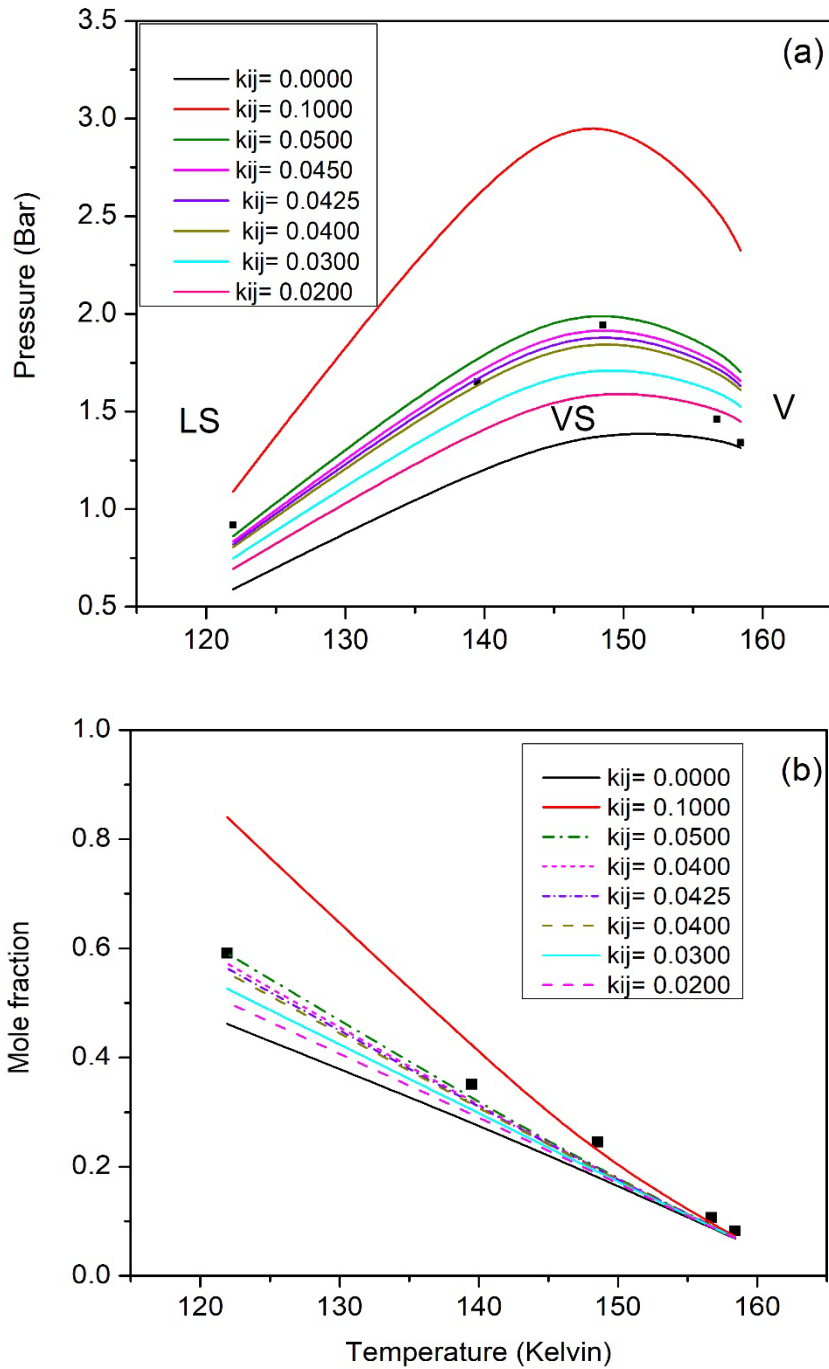 (a)
kij= 0.0000
kij= 0.1000
kij= 0.0500
kij= 0.0450
kij= 0.0425
kij= 0.0400
kij= 0.0300
kij= 0.0200
3.5
3.0
2.5
2.0
1.5
1.0
0.5
Pressure (Bar)
LS
VS
V
120 130 140 150 160
(b)
kij= 0.0000
kij= 0.1000
kij= 0.0500
kij= 0.0400
kij= 0.0425
kij= 0.0400
kij= 0.0300
kij= 0.0200
1.0
0.8
0.6
0.4
0.2
0.0
Mole fraction
120 130 140 150 160
Temperature (Kelvin)